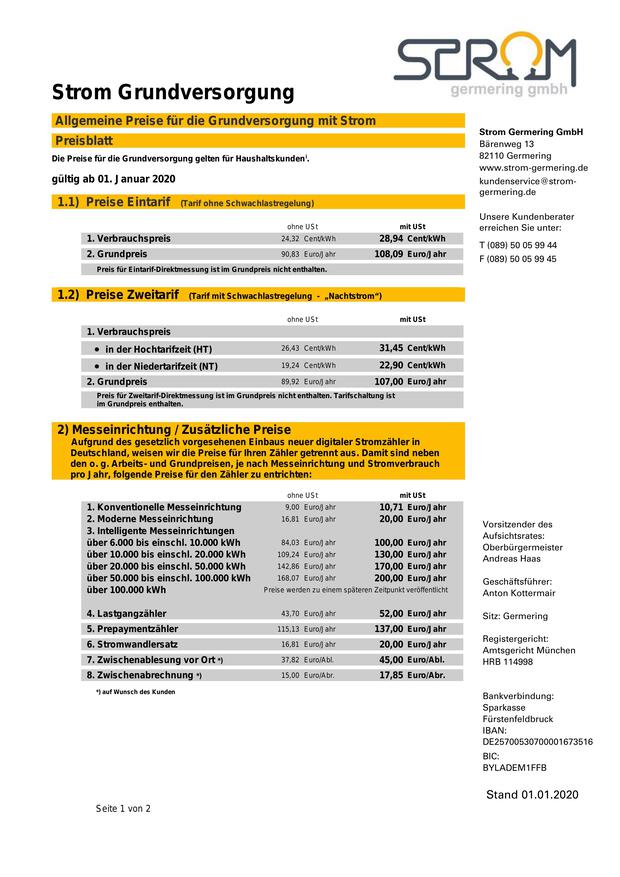 STROM
germering gmbh
Strom Grundversorgung
Allgemeine Preise für die Grundversorgung mit Strom
Preisblatt
Die Preise für die Grundversorgung gelten für Haushaltskundenⁱ.
gültig ab 01. Januar 2020
1.1) Preise Eintarif (Tarif ohne Schwachlastregelung)
ohne USt mit USt
1. Verbrauchspreis 24,32 Cent/kWh 28,94 Cent/kWh
2. Grundpreis 90,83 Euro/Jahr 108,09 Euro/Jahr
Preis für Eintarif-Direktmessung ist im Grundpreis nicht enthalten.
1.2) Preise Zweitarif (Tarif mit Schwachlastregelung - „Nachtstrom“)
ohne USt mit USt
1. Verbrauchspreis
• in der Hochtarifzeit (HT) 26,43 Cent/kWh 31,45 Cent/kWh
• in der Niedertarifzeit (NT) 19,24 Cent/kWh 22,90 Cent/kWh
2. Grundpreis 89,92 Euro/Jahr 107,00 Euro/Jahr
Preis für Zweitarif-Direktmessung ist im Grundpreis nicht enthalten. Tarifschaltung ist
im Grundpreis enthalten.
2) Messeinrichtung / Zusätzliche Preise
Aufgrund des gesetzlich vorgesehenen Einbaus neuer digitaler Stromzähler in
Deutschland, weisen wir die Preise für Ihren Zähler getrennt aus. Damit sind neben
den o. g. Arbeits- und Grundpreisen, je nach Messeinrichtung und Stromverbrauch
pro Jahr, folgende Preise für den Zähler zu entrichten:
ohne USt mit USt
1. Konventionelle Messeinrichtung 9,00 Euro/Jahr 10,71 Euro/Jahr
2. Moderne Messeinrichtung 16,81 Euro/Jahr 20,00 Euro/Jahr
3. Intelligente Messeinrichtungen
über 6.000 bis einschl. 10.000 kWh 84,03 Euro/Jahr 100,00 Euro/Jahr
über 10.000 bis einschl. 20.000 kWh 109,24 Euro/Jahr 130,00 Euro/Jahr
über 20.000 bis einschl. 50.000 kWh 142,86 Euro/Jahr 170,00 Euro/Jahr
über 50.000 bis einschl. 100.000 kWh 168,07 Euro/Jahr 200,00 Euro/Jahr
über 100.000 kWh Preise werden zu einem späteren Zeitpunkt veröffentlicht
4. Lastgangzähler 43,70 Euro/Jahr 52,00 Euro/Jahr
5. Prepaymentzähler 115,13 Euro/Jahr 137,00 Euro/Jahr
6. Stromwandlersatz 16,81 Euro/Jahr 20,00 Euro/Jahr
7. Zwischenablesung vor Ort *) 37,82 Euro/Abl. 45,00 Euro/Abl.
8. Zwischenabrechnung *) 15,00 Euro/Abr. 17,85 Euro/Abr.
*) auf Wunsch des Kunden
Seite 1 von 2
Strom Germering GmbH
Bärenweg 13
82110 Germering
www.strom-germering.de
kundenservice@strom-
germering.de
Unsere Kundenberater
erreichen Sie unter:
T (089) 50 05 99 44
F (089) 50 05 99 45
Vorsitzender des
Aufsichtsrates:
Oberbürgermeister
Andreas Haas
Geschäftsführer:
Anton Kottermair
Sitz: Germering
Registergericht:
Amtsgericht München
HRB 114998
Bankverbindung:
Sparkasse
Fürstenfeldbruck
IBAN:
DE25700530700001673516
BIC:
BYLADEM1FFB
Stand 01.01.2020